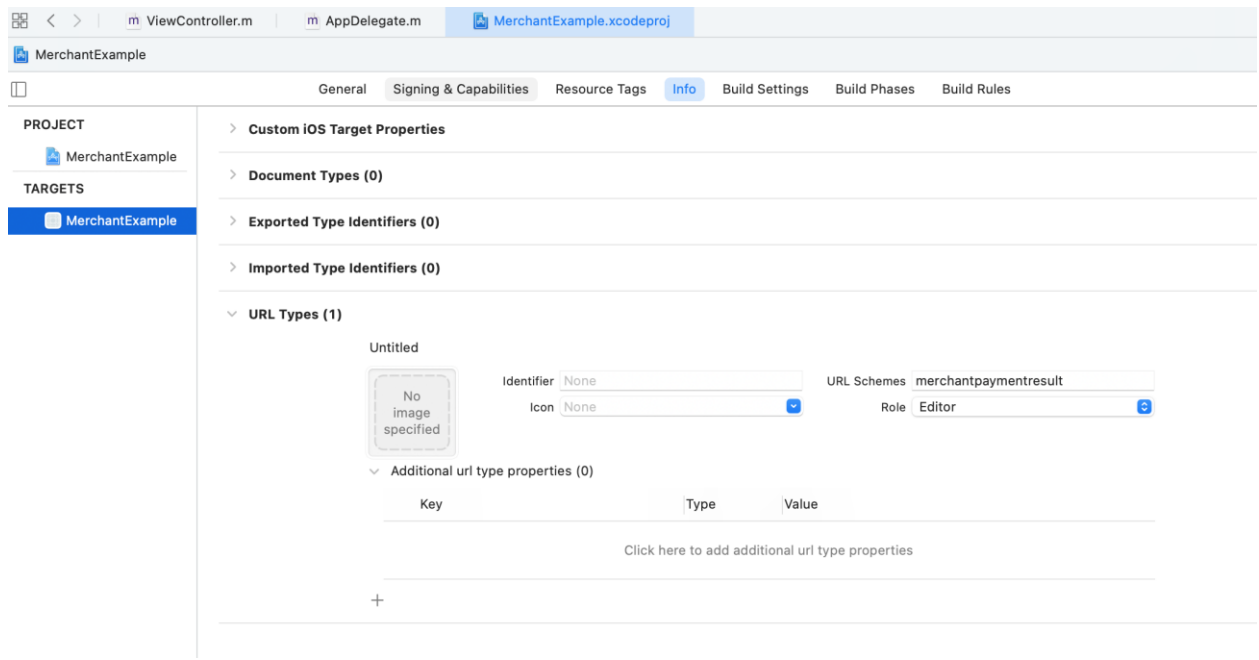 ViewController.m AppDelegate.m MerchantExample.xcodeproj
MerchantExample
General Signing & Capabilities Resource Tags Info Build Settings Build Phases Build Rules
PROJECT
MerchantExample
TARGETS
MerchantExample
Custom iOS Target Properties
Document Types (0)
Exported Type Identifiers (0)
Imported Type Identifiers (0)
URL Types (1)
Untitled
No
image
specified
Identifier None URL Schemes merchantpaymentresult
Icon None Role Editor
Additional url type properties (0)
Key Type Value
Click here to add additional url type properties